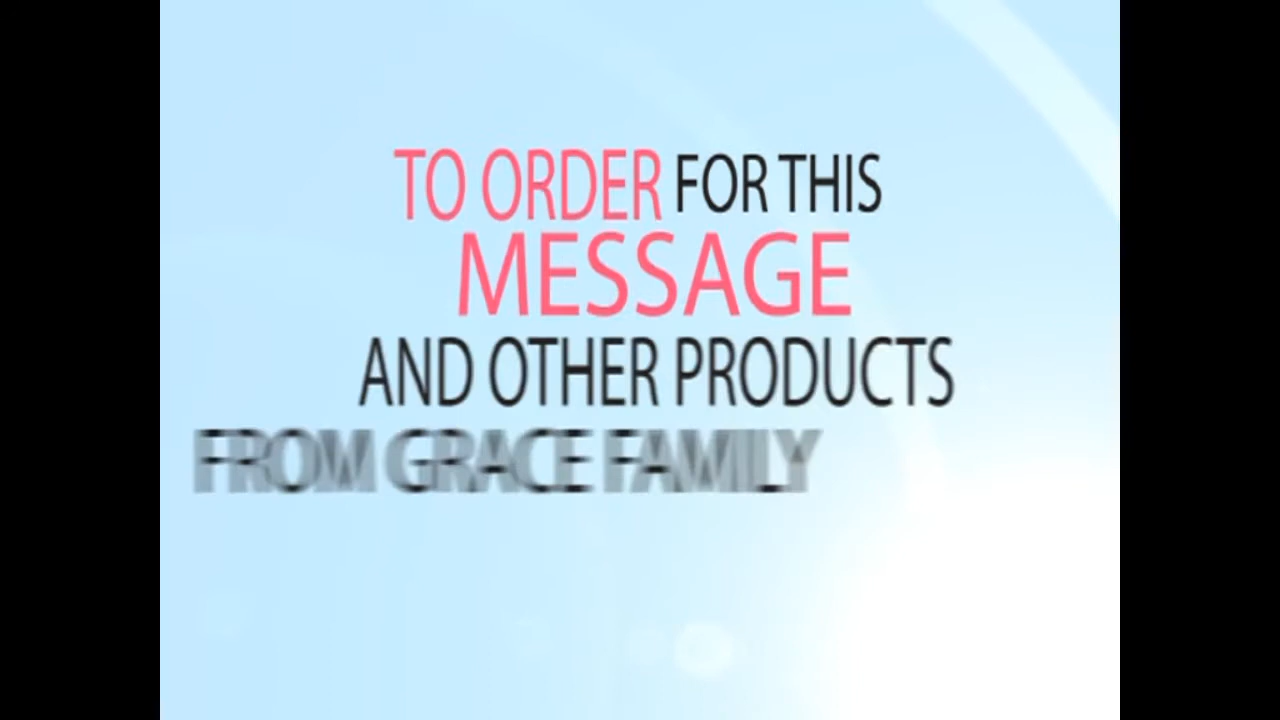 TO ORDER FOR THIS
MESSAGE
AND OTHER PRODUCTS
FROM GRACE FAMILY